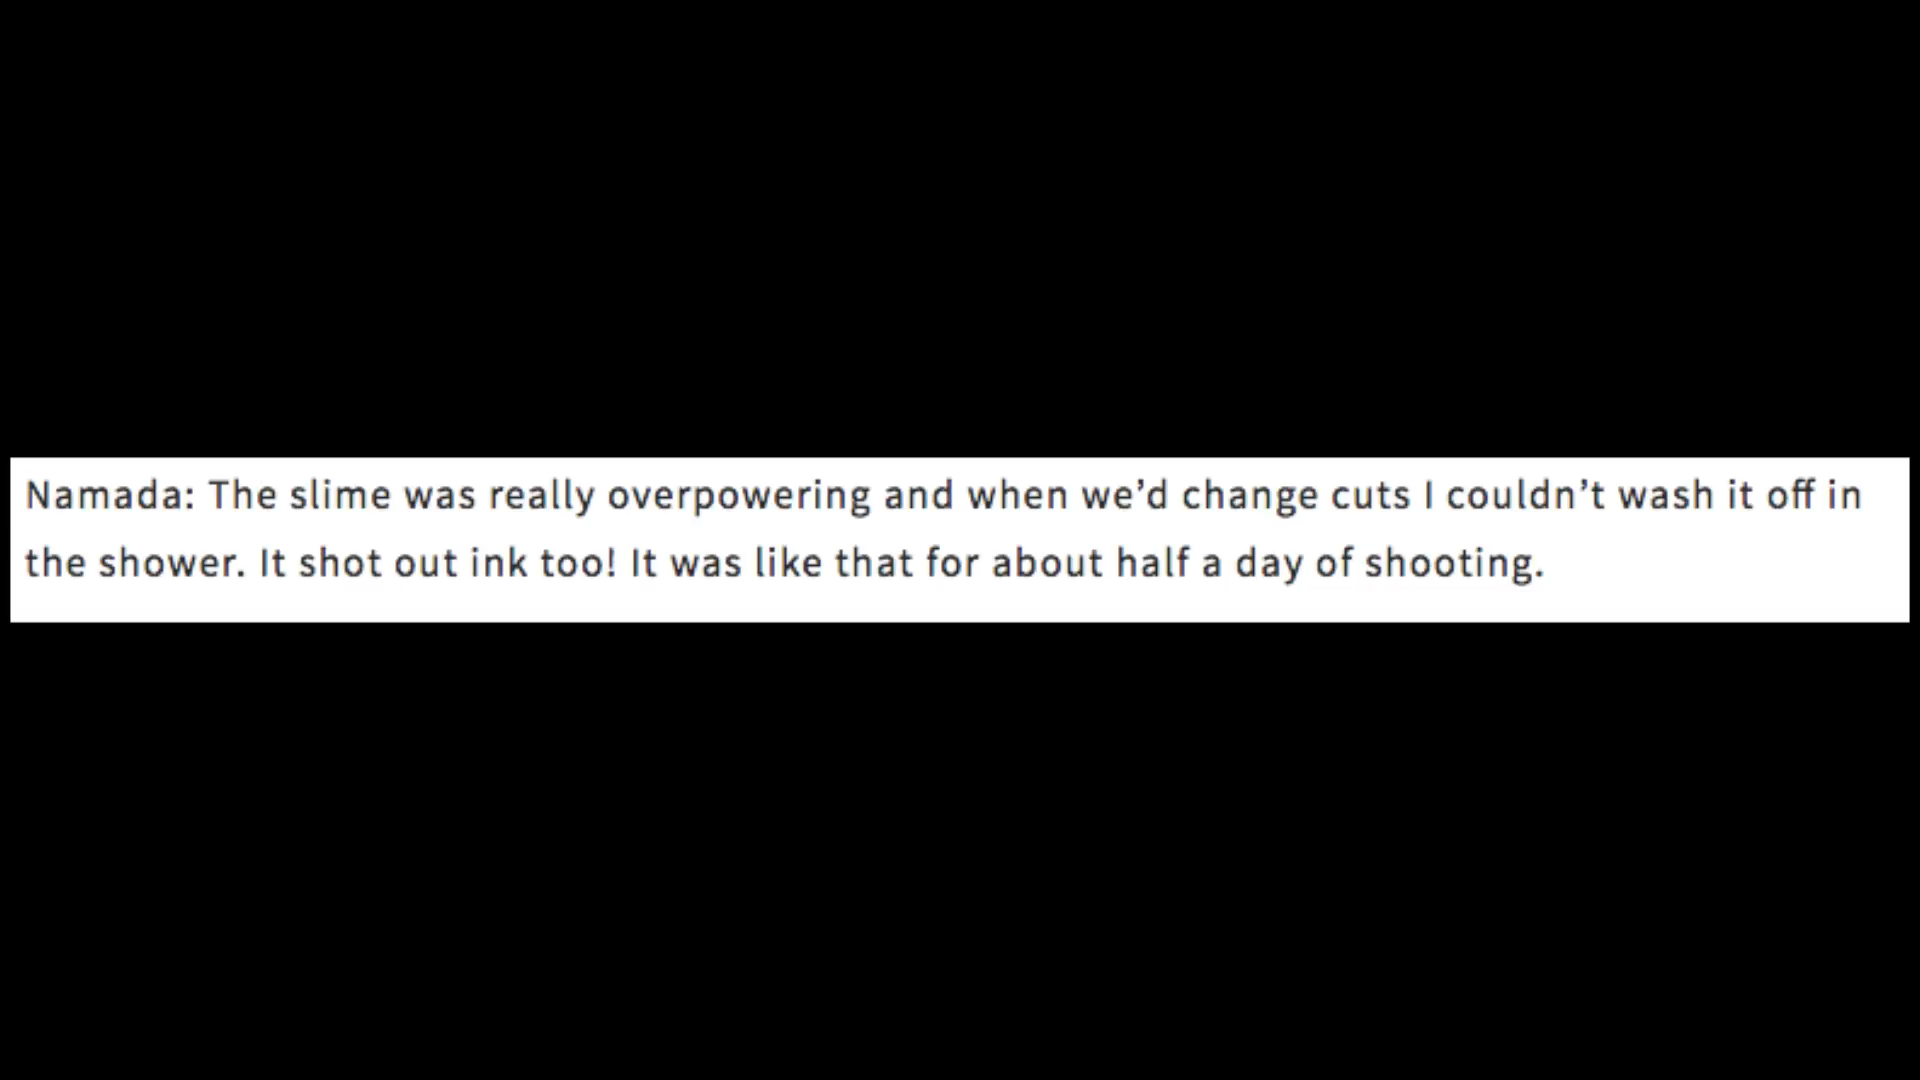 Namada: The slime was really overpowering and when we’d change cuts I couldn’t wash it off in
the shower. It shot out ink too! It was like that for about half a day of shooting.